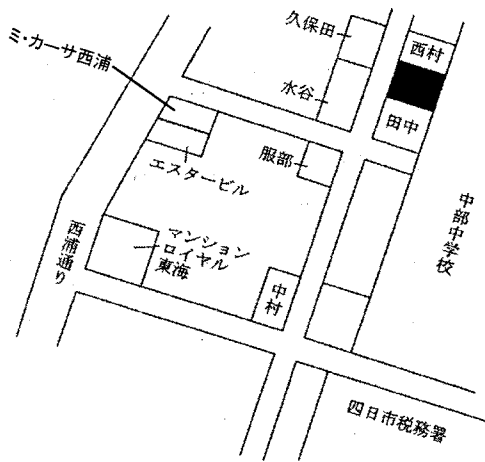 久保田
西村
ミ・カーサ西浦
水谷
田中
服部
エスタービル
中部中学校
西浦通り
マンション
ロイヤル
東海
中村
四日市税務署